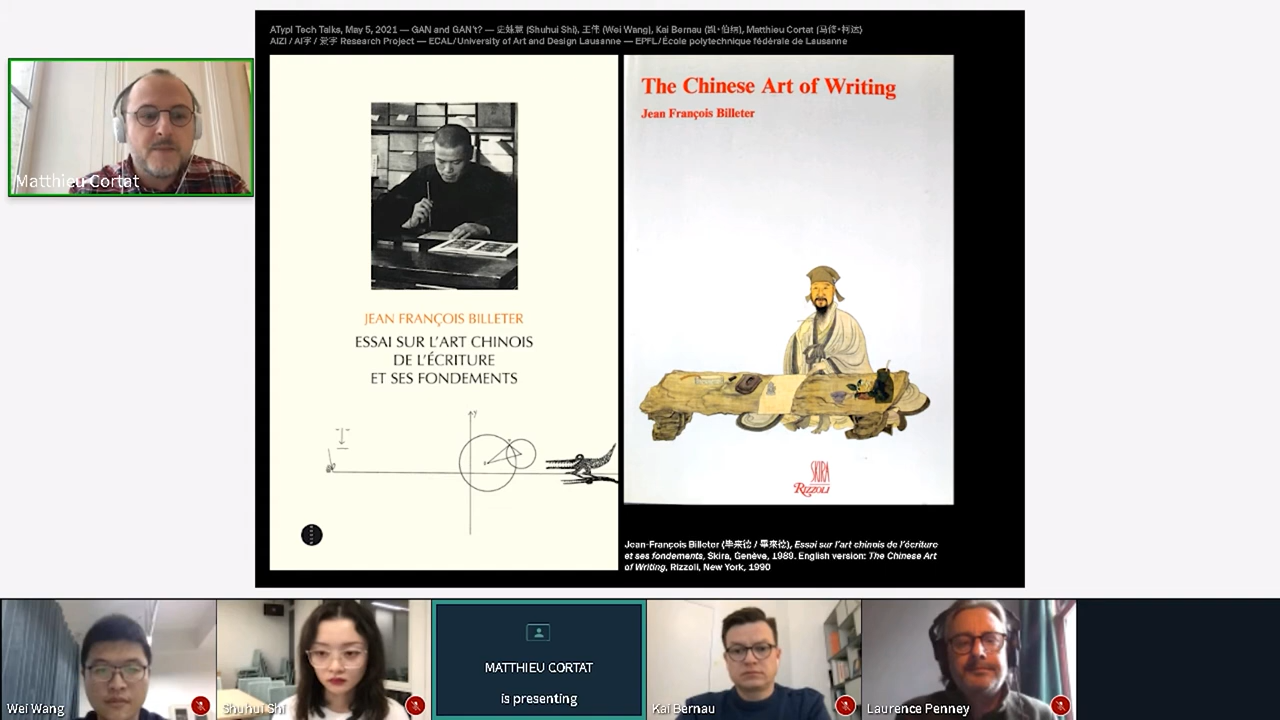 ATypI Tech Talks, May 5, 2021 — GAN and GAN't? — 史姝慧 (Shuhui Shi), 王伟 (Wei Wang), Kai Bernau (凯·伯纳), Matthieu Cortat (马修·柯达)
AIZI / AI字 / 爱字 Research Project — ECAL/University of Art and Design Lausanne — EPFL/École polytechnique fédérale de Lausanne
Matthieu Cortat
JEAN FRANÇOIS BILLETER
ESSAI SUR L'ART CHINOIS
DE L'ÉCRITURE
ET SES FONDEMENTS
y
The Chinese Art of Writing
Jean François Billeter
SKIRA
RIZZOLI
Jean-François Billeter (毕来德 / 畢來德), Essai sur l'art chinois de l'écriture
et ses fondements, Skira, Genève, 1989. English version: The Chinese Art
of Writing, Rizzoli, New York, 1990
Wei Wang
Shuhui Shi
MATTHIEU CORTAT
is presenting
Kai Bernau
Laurence Penney